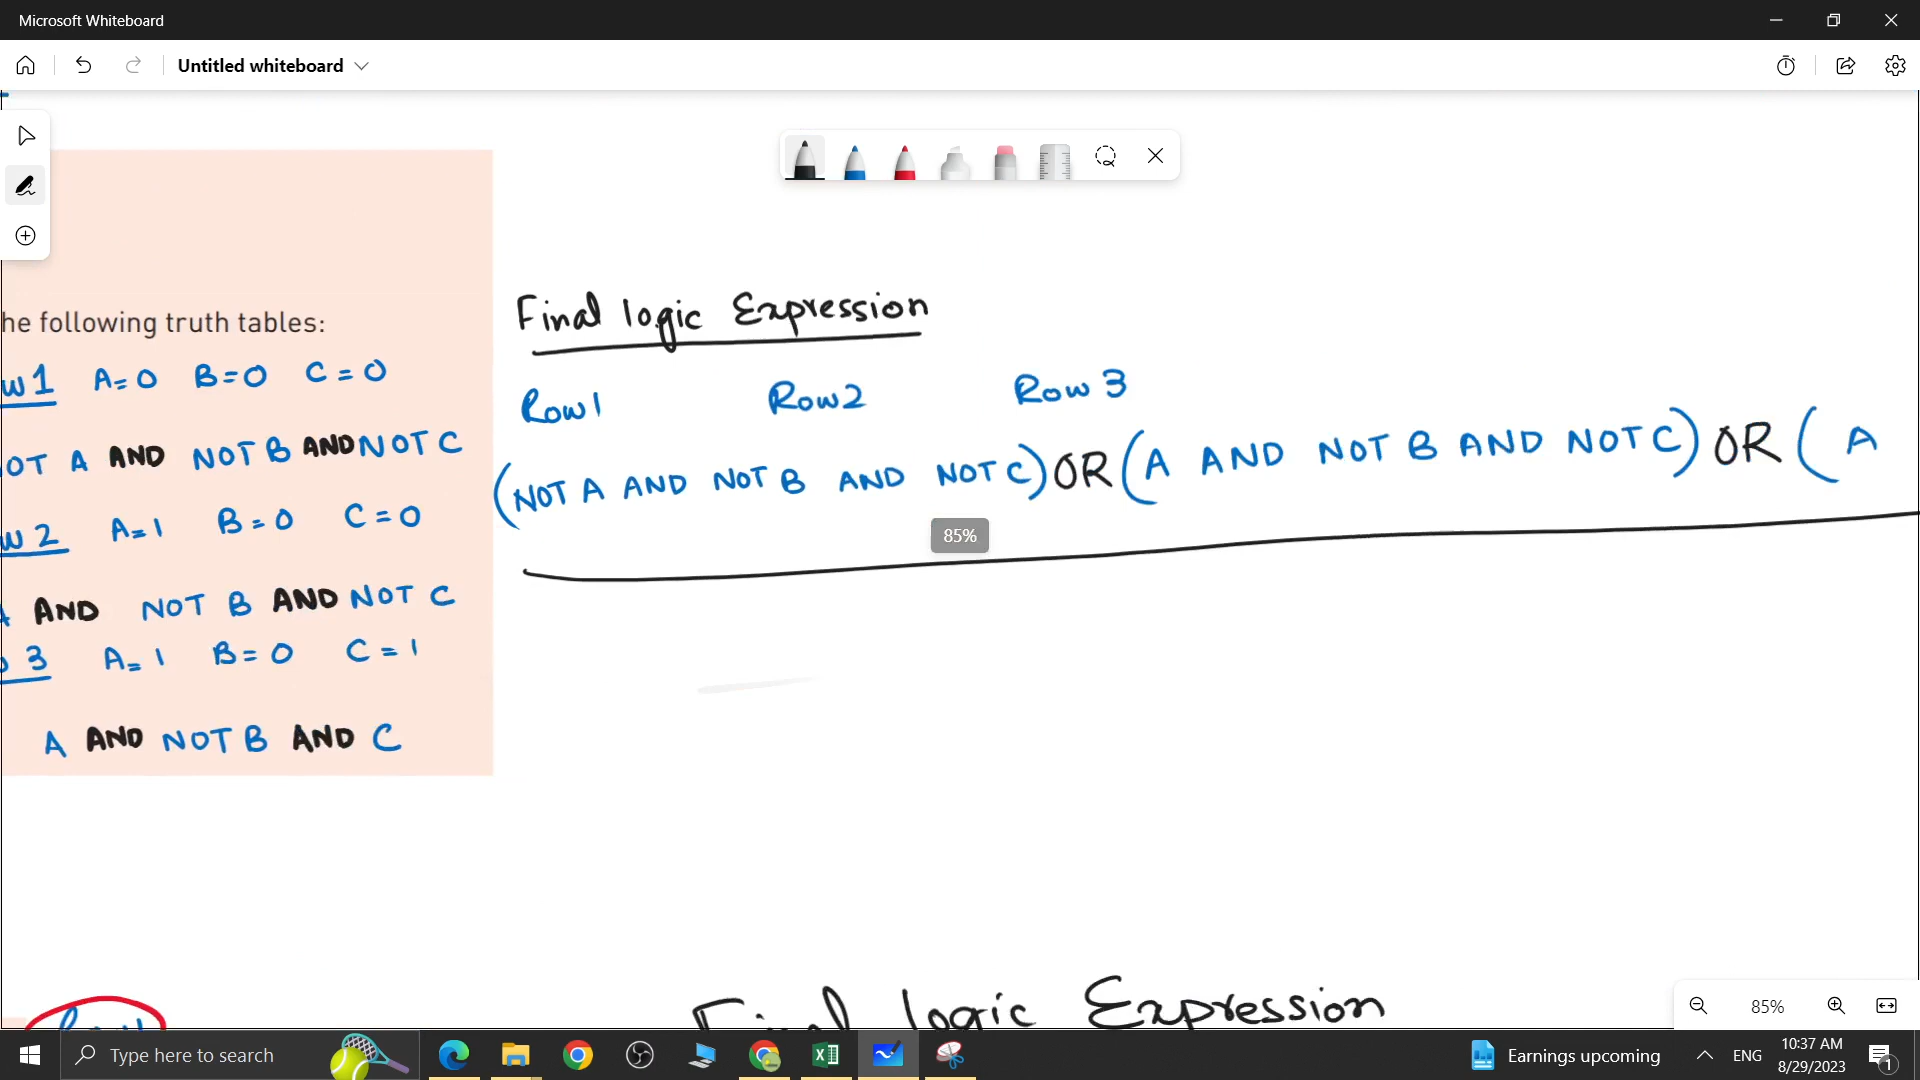 Microsoft Whiteboard
Untitled whiteboard
he following truth tables:
w 1 A=0 B=0 C=0
OT A AND NOT B AND NOT C
w 2 A=1 B=0 C=0
AND NOT B AND NOT C
3 A=1 B=0 C=1
A AND NOT B AND C
Final logic Expression
Row1 Row2 Row 3
(NOT A AND NOT B AND NOT C) OR (A AND NOT B AND NOT C) OR ( A
85%
Final logic Expression
85%
Type here to search
Earnings upcoming
ENG
10:37 AM
8/29/2023
1